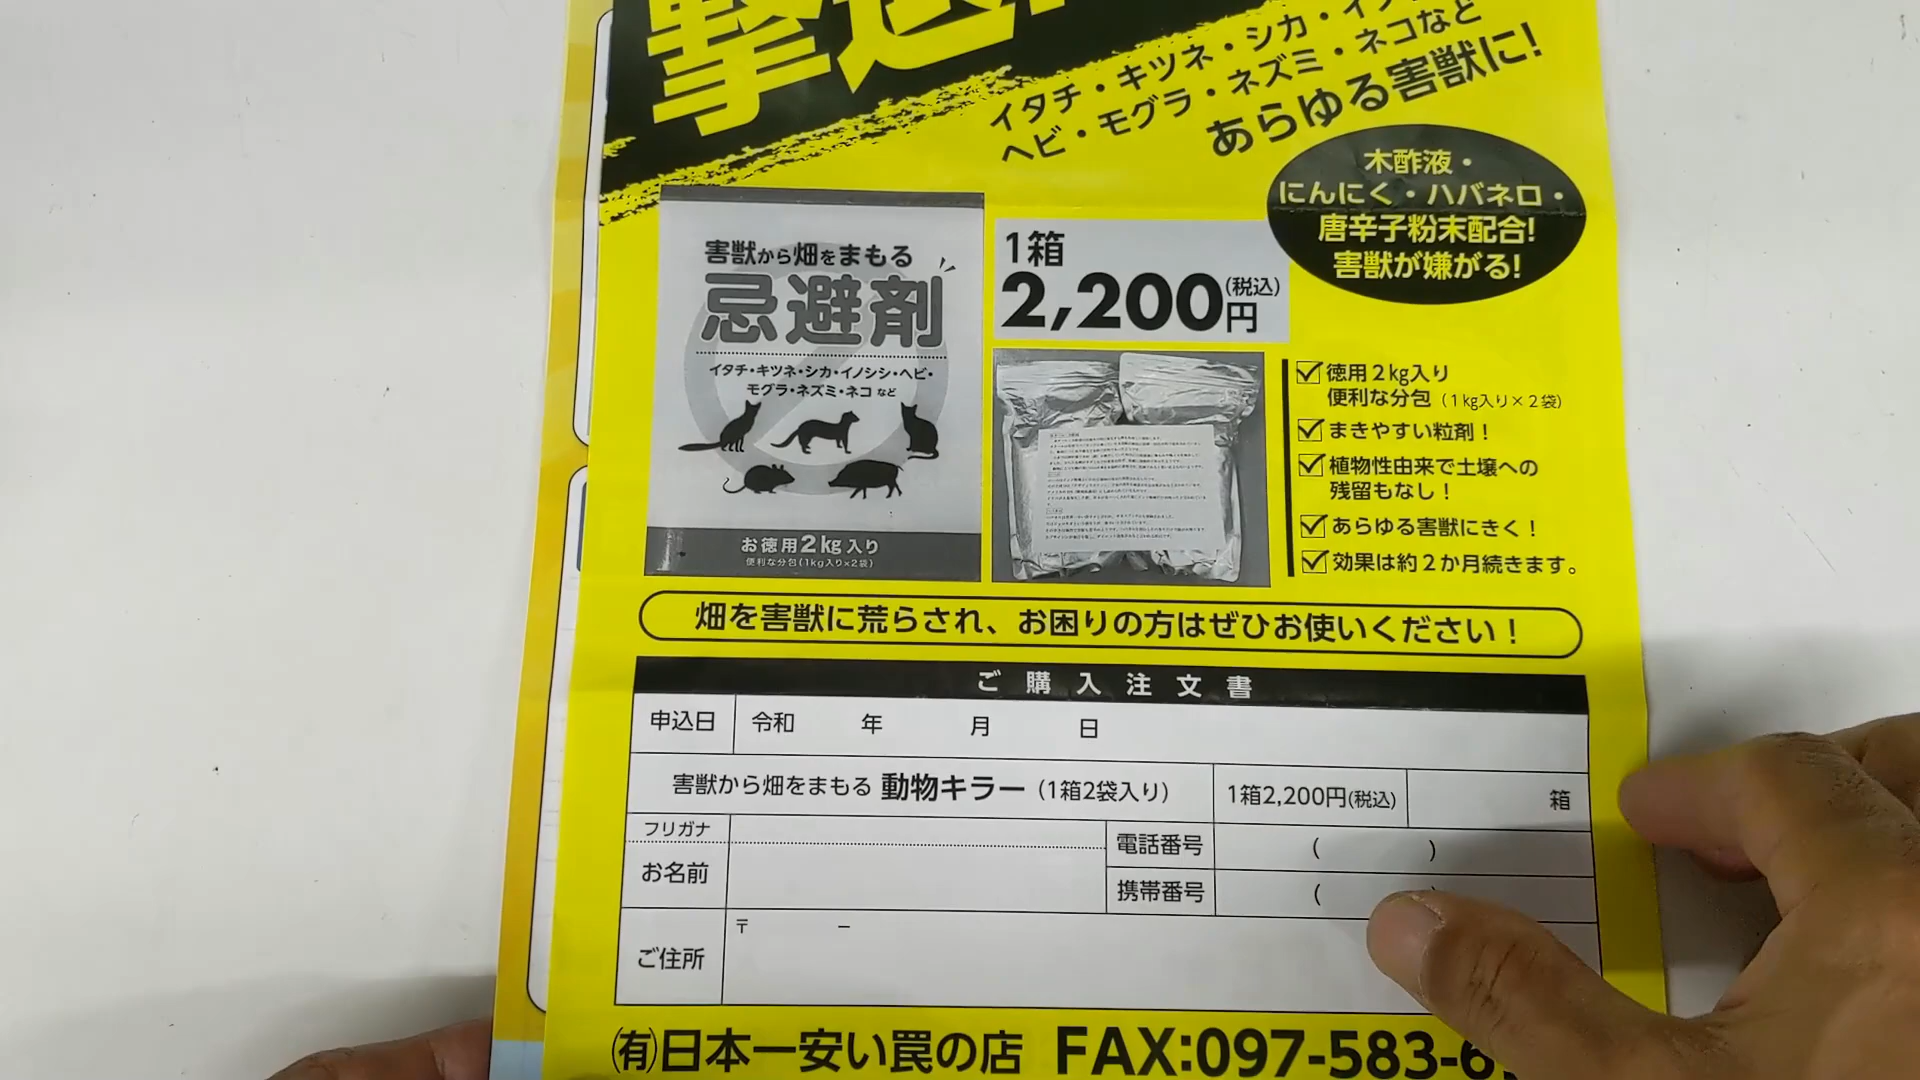 撃退
イタチ・キツネ・シカ・イノ
ヘビ・モグラ・ネズミ・ネコなど
あらゆる害獣に!
木酢液・
にんにく・ハバネロ・
唐辛子粉末配合!
害獣が嫌がる!
害獣から畑をまもる
忌避剤
イタチ・キツネ・シカ・イノシシ・ヘビ・
モグラ・ネズミ・ネコ など
お徳用2kg入り
便利な分包(1kg入り×2袋)
1箱
2,200円(税込)
徳用2kg入り
便利な分包(1kg入り×2袋)
まきやすい粒剤!
植物性由来で土壌への
残留もなし!
あらゆる害獣にきく!
効果は約2か月続きます。
畑を害獣に荒らされ、お困りの方はぜひお使いください!
ご購入注文書
申込日 令和 年 月 日
害獣から畑をまもる 動物キラー(1箱2袋入り) 1箱2,200円(税込) 箱
フリガナ
お名前
電話番号 ( )
携帯番号 (
ご住所 〒 −
㈲日本一安い罠の店 FAX:097-583-6